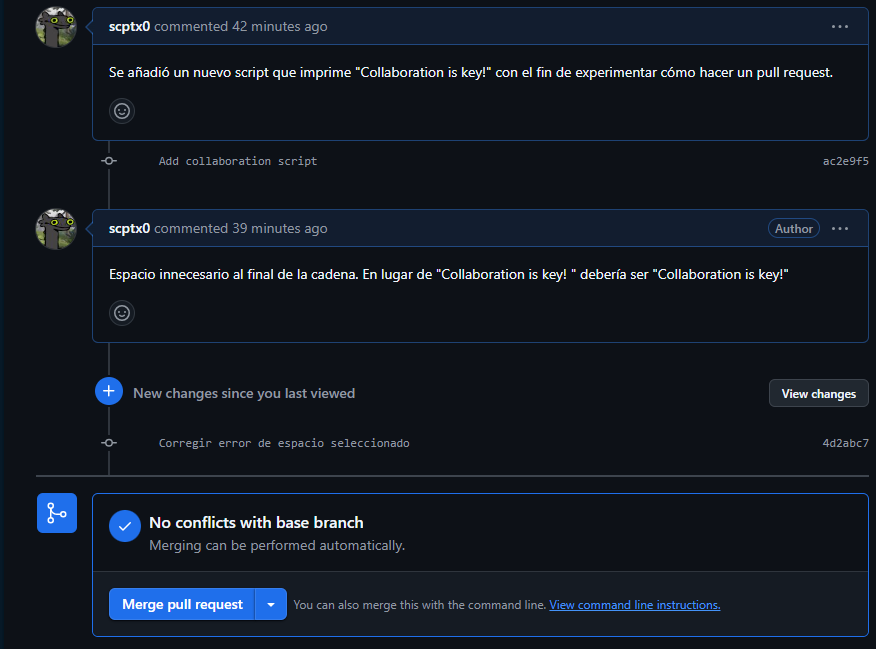 scptx0 commented 42 minutes ago
Se añadió un nuevo script que imprime "Collaboration is key!" con el fin de experimentar cómo hacer un pull request.
Add collaboration script ac2e9f5
scptx0 commented 39 minutes ago Author
Espacio innecesario al final de la cadena. En lugar de "Collaboration is key! " debería ser "Collaboration is key!"
New changes since you last viewed View changes
Corregir error de espacio seleccionado 4d2abc7
No conflicts with base branch
Merging can be performed automatically.
Merge pull request You can also merge this with the command line. View command line instructions.